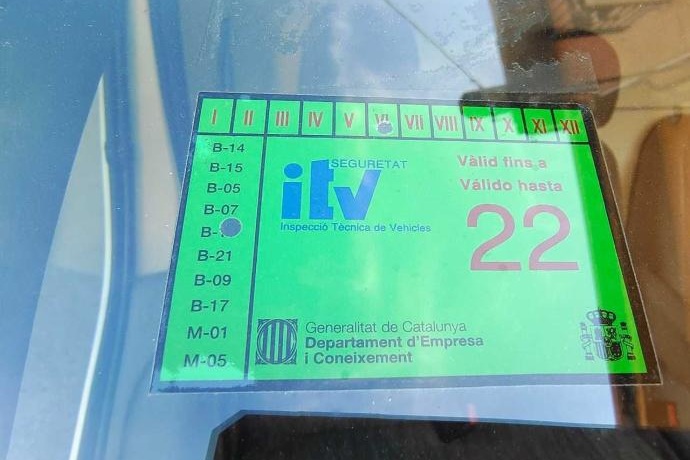 I II III IV V VI VII VIII IX X XI XII
B-14
B-15
B-05
B-07
B-21
B-09
B-17
M-01
M-05
SEGURETAT
itv
Inspecció Tècnica de Vehicles
Vàlid fins a
Válido hasta
22
Generalitat de Catalunya
Departament d'Empresa
i Coneixement